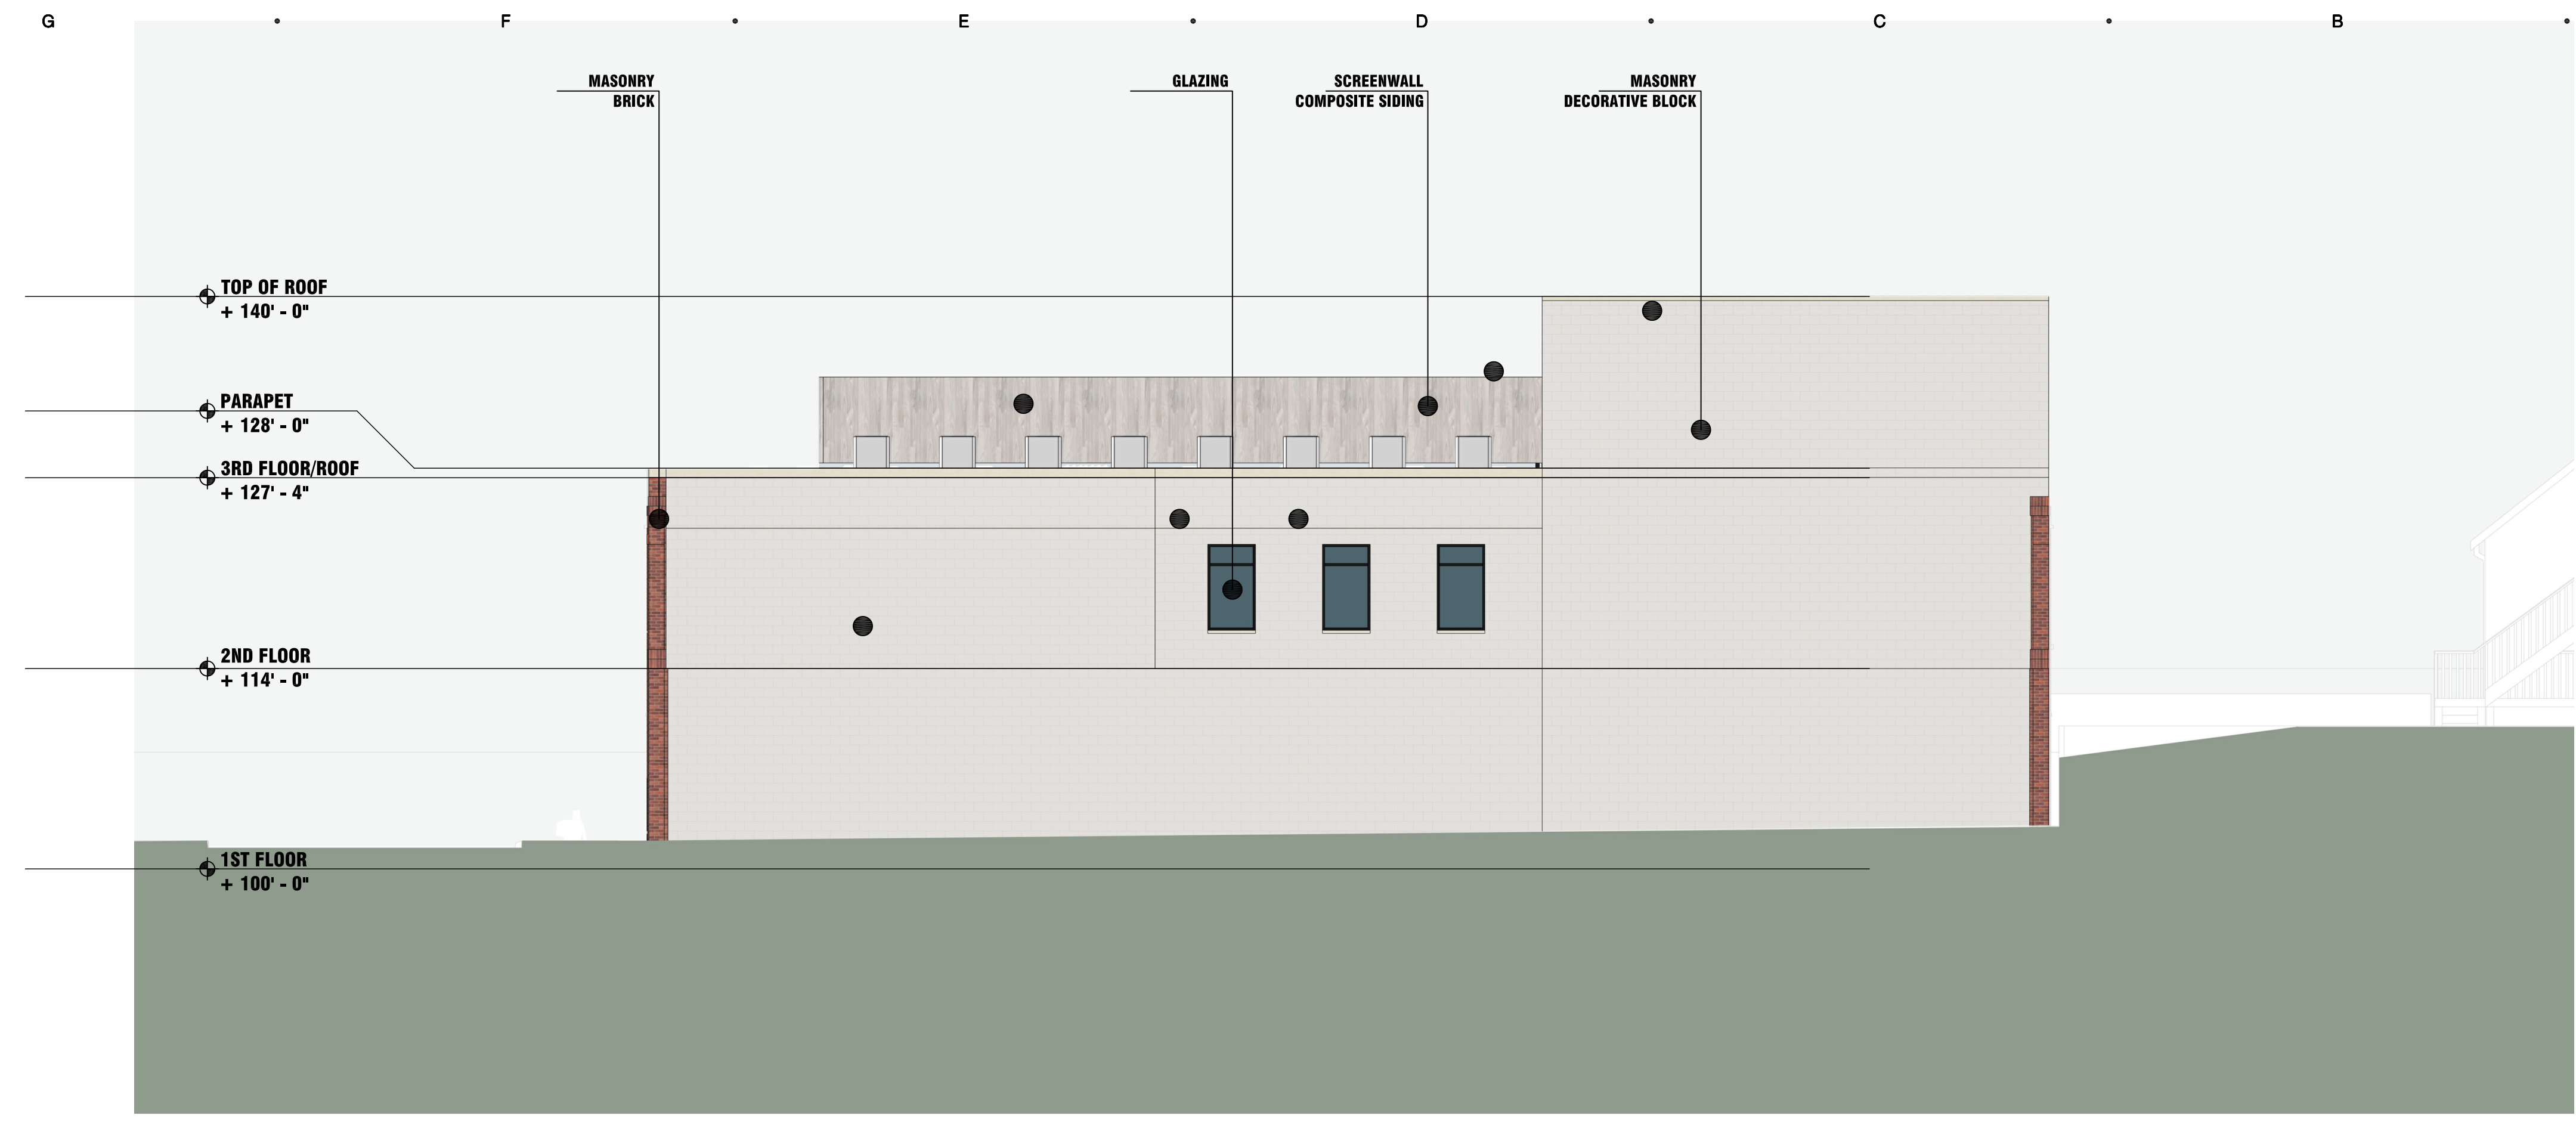 G F E D C B
MASONRY
BRICK
GLAZING
SCREENWALL
COMPOSITE SIDING
MASONRY
DECORATIVE BLOCK
TOP OF ROOF
+ 140' - 0"
PARAPET
+ 128' - 0"
3RD FLOOR/ROOF
+ 127' - 4"
2ND FLOOR
+ 114' - 0"
1ST FLOOR
+ 100' - 0"